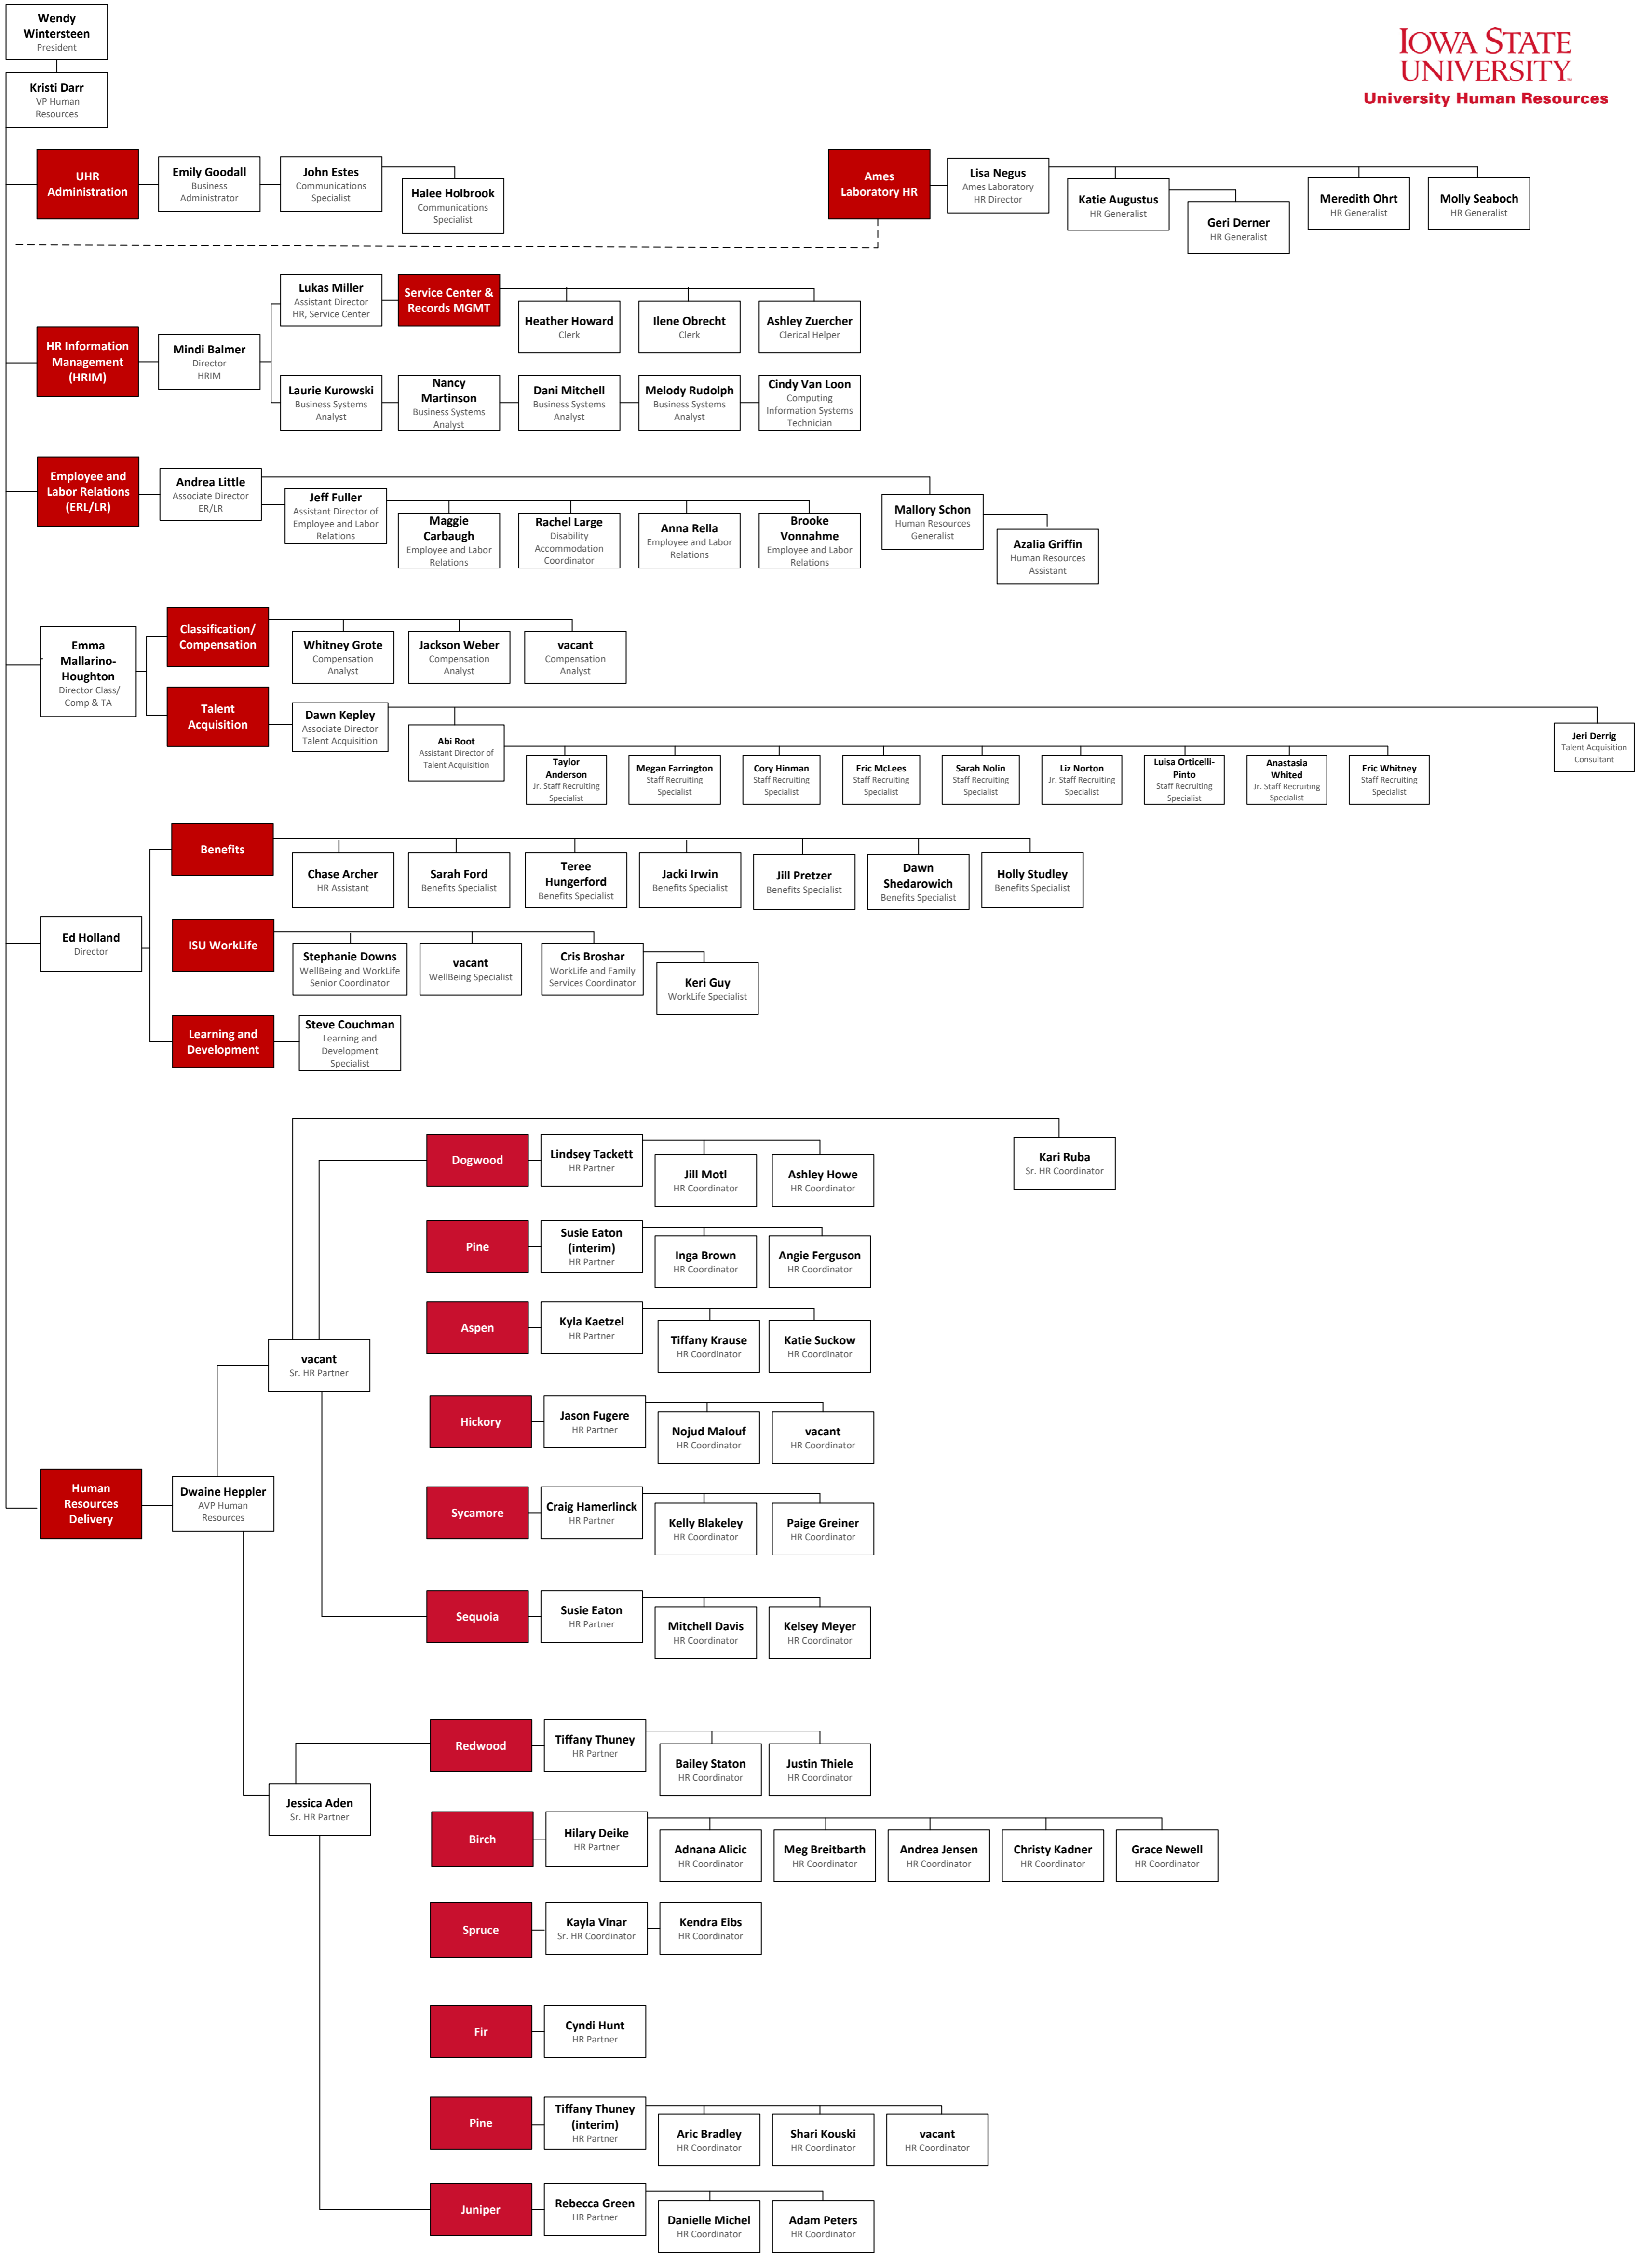 Wendy
Wintersteen
President
IOWA STATE
UNIVERSITY
University Human Resources
Kristi Darr
VP Human
Resources
UHR
Administration
Emily Goodall
Business
Administrator
John Estes
Communications
Specialist
Halee Holbrook
Communications
Specialist
Ames
Laboratory HR
Lisa Negus
Ames Laboratory
HR Director
Katie Augustus
HR Generalist
Geri Derner
HR Generalist
Meredith Ohrt
HR Generalist
Molly Seaboch
HR Generalist
HR Information
Management
(HRIM)
Mindi Balmer
Director
HRIM
Lukas Miller
Assistant Director
HR, Service Center
Service Center &
Records MGMT
Heather Howard
Clerk
Ilene Obrecht
Clerk
Ashley Zuercher
Clerical Helper
Laurie Kurowski
Business Systems
Analyst
Nancy
Martinson
Business Systems
Analyst
Dani Mitchell
Business Systems
Analyst
Melody Rudolph
Business Systems
Analyst
Cindy Van Loon
Computing
Information Systems
Technician
Employee and
Labor Relations
(ERL/LR)
Andrea Little
Associate Director
ER/LR
Jeff Fuller
Assistant Director of
Employee and Labor
Relations
Maggie
Carbaugh
Employee and Labor
Relations
Rachel Large
Disability
Accommodation
Coordinator
Anna Rella
Employee and Labor
Relations
Brooke
Vonnahme
Employee and Labor
Relations
Mallory Schon
Human Resources
Generalist
Azalia Griffin
Human Resources
Assistant
Emma
Mallarino-
Houghton
Director Class/
Comp & TA
Classification/
Compensation
Whitney Grote
Compensation
Analyst
Jackson Weber
Compensation
Analyst
vacant
Compensation
Analyst
Talent
Acquisition
Dawn Kepley
Associate Director
Talent Acquisition
Abi Root
Assistant Director of
Talent Acquisition
Taylor
Anderson
Jr. Staff Recruiting
Specialist
Megan Farrington
Staff Recruiting
Specialist
Cory Hinman
Staff Recruiting
Specialist
Eric McLees
Staff Recruiting
Specialist
Sarah Nolin
Staff Recruiting
Specialist
Liz Norton
Jr. Staff Recruiting
Specialist
Luisa Orticelli-
Pinto
Staff Recruiting
Specialist
Anastasia
Whited
Jr. Staff Recruiting
Specialist
Eric Whitney
Staff Recruiting
Specialist
Jeri Derrig
Talent Acquisition
Consultant
Ed Holland
Director
Benefits
Chase Archer
HR Assistant
Sarah Ford
Benefits Specialist
Teree
Hungerford
Benefits Specialist
Jacki Irwin
Benefits Specialist
Jill Pretzer
Benefits Specialist
Dawn
Shedarowich
Benefits Specialist
Holly Studley
Benefits Specialist
ISU WorkLife
Stephanie Downs
WellBeing and WorkLife
Senior Coordinator
vacant
WellBeing Specialist
Cris Broshar
WorkLife and Family
Services Coordinator
Keri Guy
WorkLife Specialist
Learning and
Development
Steve Couchman
Learning and
Development
Specialist
Human
Resources
Delivery
Dwaine Heppler
AVP Human
Resources
vacant
Sr. HR Partner
Kari Ruba
Sr. HR Coordinator
Dogwood
Lindsey Tackett
HR Partner
Jill Motl
HR Coordinator
Ashley Howe
HR Coordinator
Pine
Susie Eaton
(interim)
HR Partner
Inga Brown
HR Coordinator
Angie Ferguson
HR Coordinator
Aspen
Kyla Kaetzel
HR Partner
Tiffany Krause
HR Coordinator
Katie Suckow
HR Coordinator
Hickory
Jason Fugere
HR Partner
Nojud Malouf
HR Coordinator
vacant
HR Coordinator
Sycamore
Craig Hamerlinck
HR Partner
Kelly Blakeley
HR Coordinator
Paige Greiner
HR Coordinator
Sequoia
Susie Eaton
HR Partner
Mitchell Davis
HR Coordinator
Kelsey Meyer
HR Coordinator
Jessica Aden
Sr. HR Partner
Redwood
Tiffany Thuney
HR Partner
Bailey Staton
HR Coordinator
Justin Thiele
HR Coordinator
Birch
Hilary Deike
HR Partner
Adnana Alicic
HR Coordinator
Meg Breitbarth
HR Coordinator
Andrea Jensen
HR Coordinator
Christy Kadner
HR Coordinator
Grace Newell
HR Coordinator
Spruce
Kayla Vinar
Sr. HR Coordinator
Kendra Eibs
HR Coordinator
Fir
Cyndi Hunt
HR Partner
Pine
Tiffany Thuney
(interim)
HR Partner
Aric Bradley
HR Coordinator
Shari Kouski
HR Coordinator
vacant
HR Coordinator
Juniper
Rebecca Green
HR Partner
Danielle Michel
HR Coordinator
Adam Peters
HR Coordinator